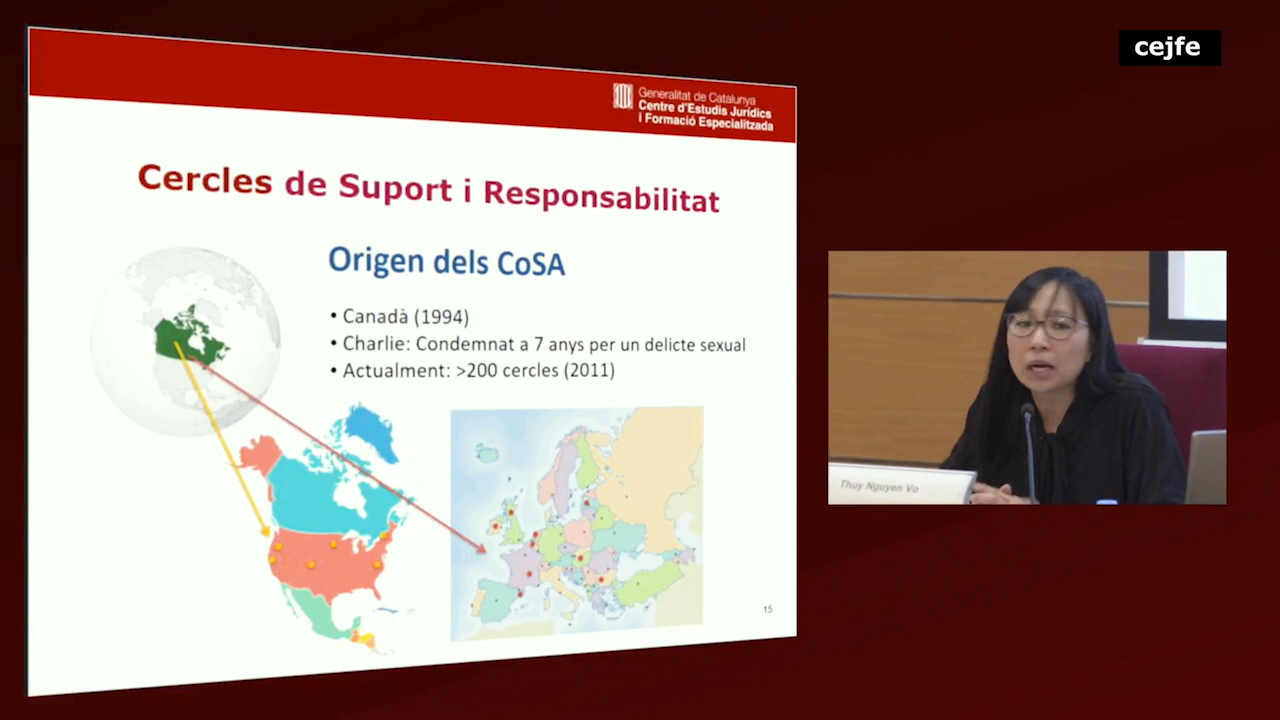 cejfe
Generalitat de Catalunya
Centre d'Estudis Jurídics
i Formació Especialitzada
Cercles de Suport i Responsabilitat
Origen dels CoSA
• Canadà (1994)
• Charlie: Condemnat a 7 anys per un delicte sexual
• Actualment: >200 cercles (2011)
15
Thuy Nguyen Vo